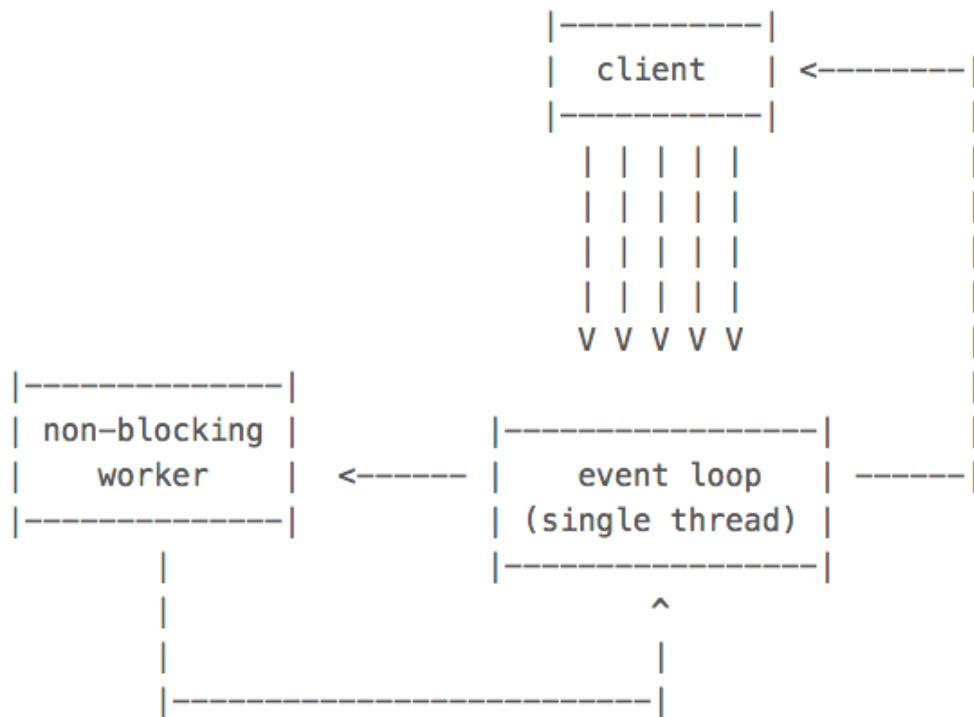 client
non-blocking
worker
event loop
(single thread)